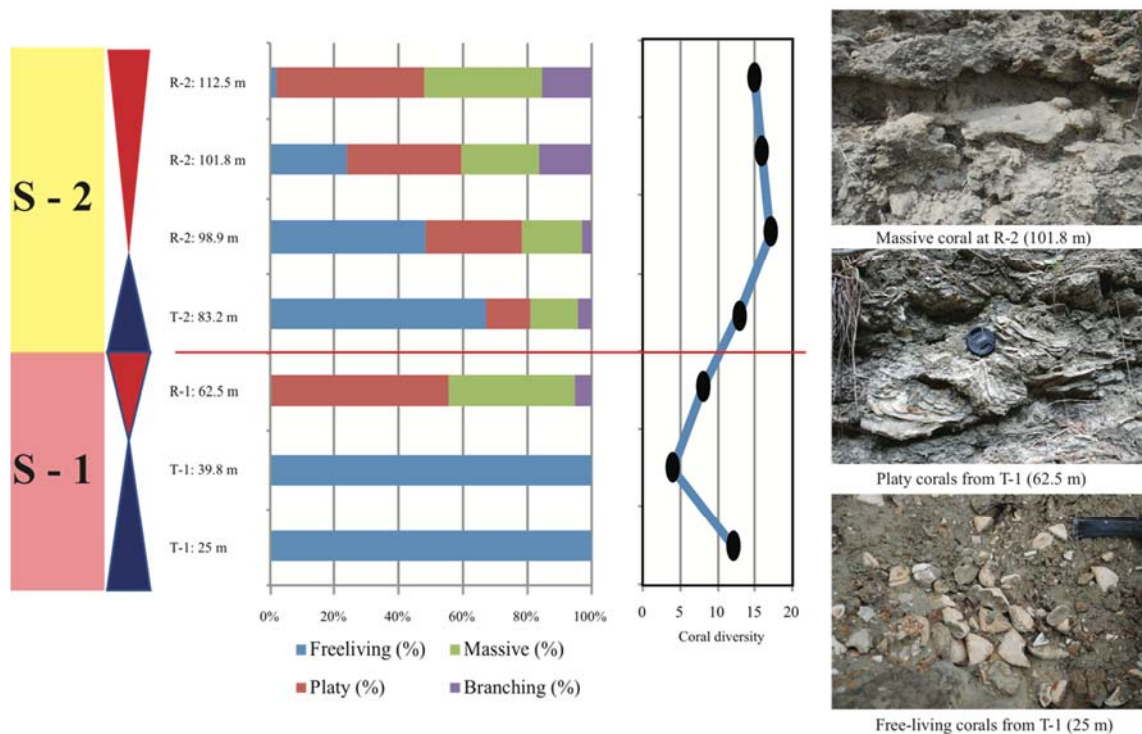 S - 2
S - 1
R-2: 112.5 m
R-2: 101.8 m
R-2: 98.9 m
T-2: 83.2 m
R-1: 62.5 m
T-1: 39.8 m
T-1: 25 m
0% 20% 40% 60% 80% 100%
Freeliving (%) Massive (%)
Platy (%) Branching (%)
0 5 10 15 20
Coral diversity
Massive coral at R-2 (101.8 m)
Platy corals from T-1 (62.5 m)
Free-living corals from T-1 (25 m)